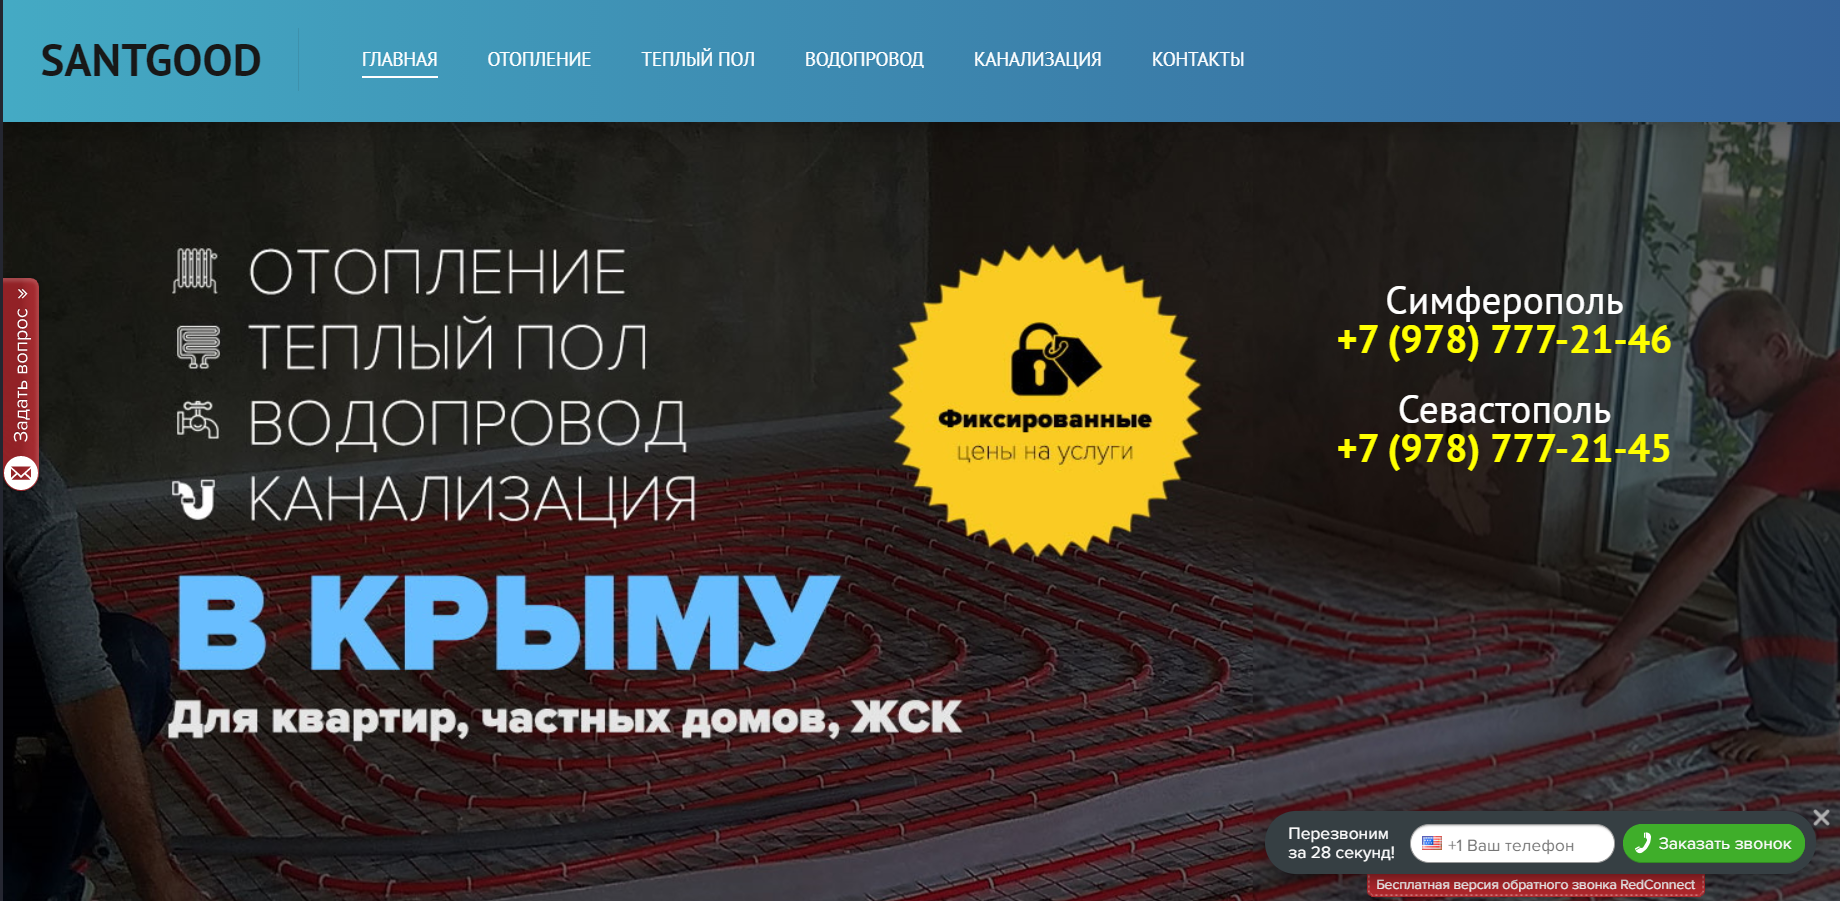 SANTGOOD
ГЛАВНАЯ
ОТОПЛЕНИЕ
ТЕПЛЫЙ ПОЛ
ВОДОПРОВОД
КАНАЛИЗАЦИЯ
КОНТАКТЫ
Задать вопрос »
ОТОПЛЕНИЕ
ТЕПЛЫЙ ПОЛ
ВОДОПРОВОД
КАНАЛИЗАЦИЯ
В КРЫМУ
Для квартир, частных домов, ЖСК
Фиксированные
цены на услуги
Симферополь
+7 (978) 777-21-46
Севастополь
+7 (978) 777-21-45
Перезвоним
за 28 секунд!
+1 Ваш телефон
Заказать звонок
Бесплатная версия обратного звонка RedConnect